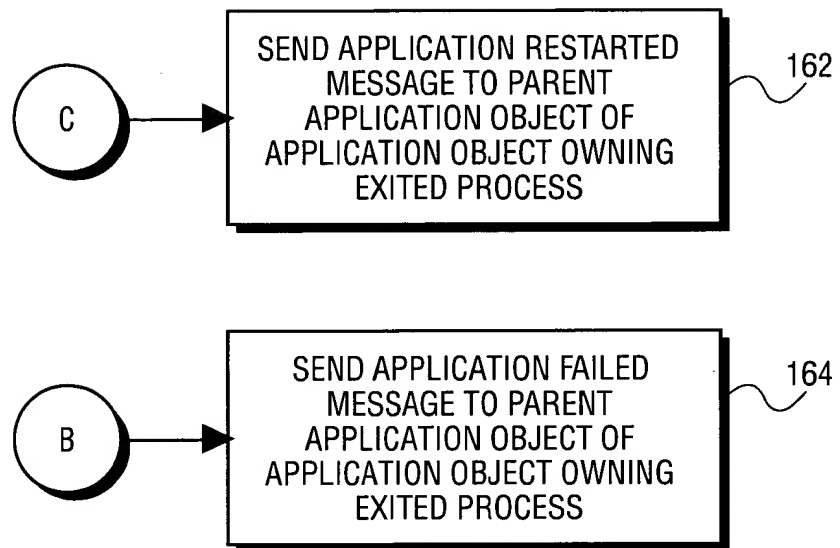 SEND APPLICATION RESTARTED
MESSAGE TO PARENT
APPLICATION OBJECT OF
APPLICATION OBJECT OWNING
EXITED PROCESS
162
C
SEND APPLICATION FAILED
MESSAGE TO PARENT
APPLICATION OBJECT OF
APPLICATION OBJECT OWNING
EXITED PROCESS
164
B